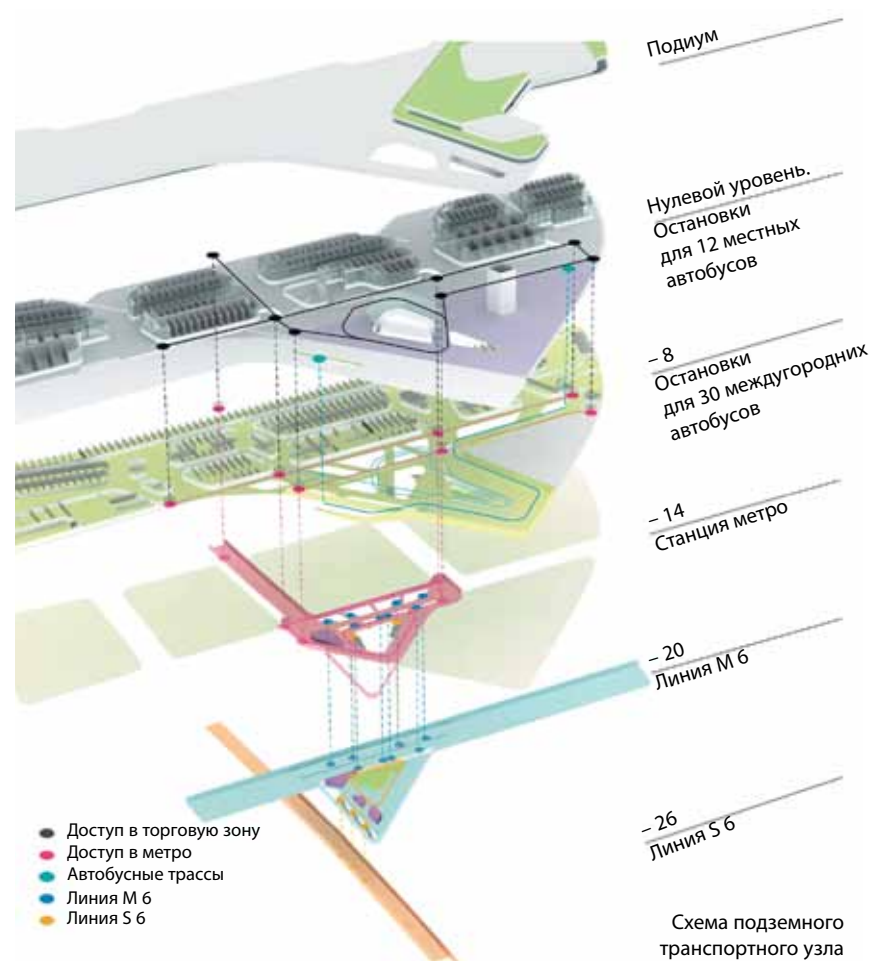 Подиум
Нулевой уровень.
Остановки
для 12 местных
автобусов
– 8
Остановки
для 30 междугородних
автобусов
– 14
Станция метро
– 20
Линия М 6
– 26
Линия S 6
Доступ в торговую зону
Доступ в метро
Автобусные трассы
Линия М 6
Линия S 6
Схема подземного
транспортного узла